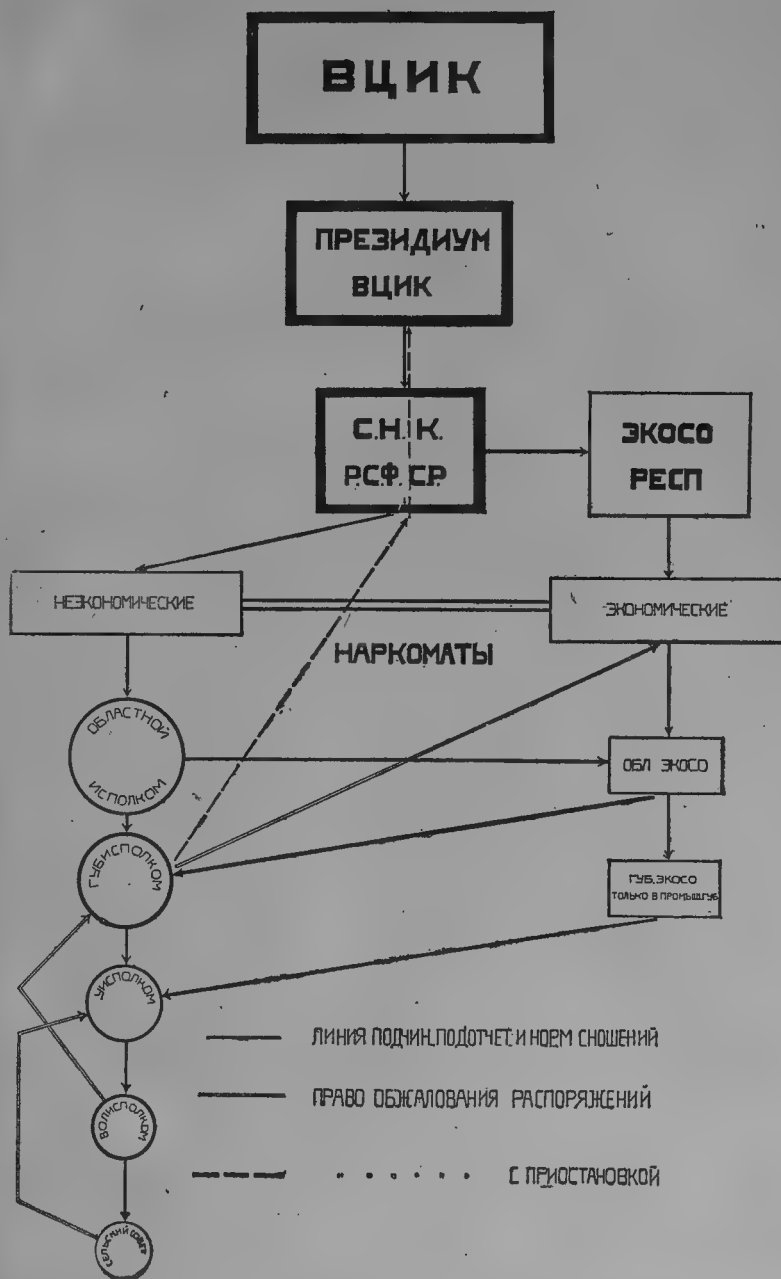 ВЦИК
ПРЕЗИДИУМ
ВЦИК
С.Н.К.
Р.С.Ф.С.Р.
ЭКОСО
РЕСП
НЕЭКОНОМИЧЕСКИЕ
ЭКОНОМИЧЕСКИЕ
НАРКОМАТЫ
ОБЛАСТНОЙ
ИСПОЛКОМ
ОБЛ ЭКОСО
ГУБИСПОЛКОМ
ГУБ. ЭКОСО
ТОЛЬКО В ПРОМЫШ.ГУБ
УИСПОЛКОМ
ЛИНИЯ ПОДЧИН.ПОДОТЧЕТ.И НОРМ СНОШЕНИЙ
ПРАВО ОБЖАЛОВАНИЯ РАСПОРЯЖЕНИЙ
ВОЛИСПОЛКОМ
С ПРИОСТАНОВКОЙ
СЕЛЬСКИЙ СОВЕТ